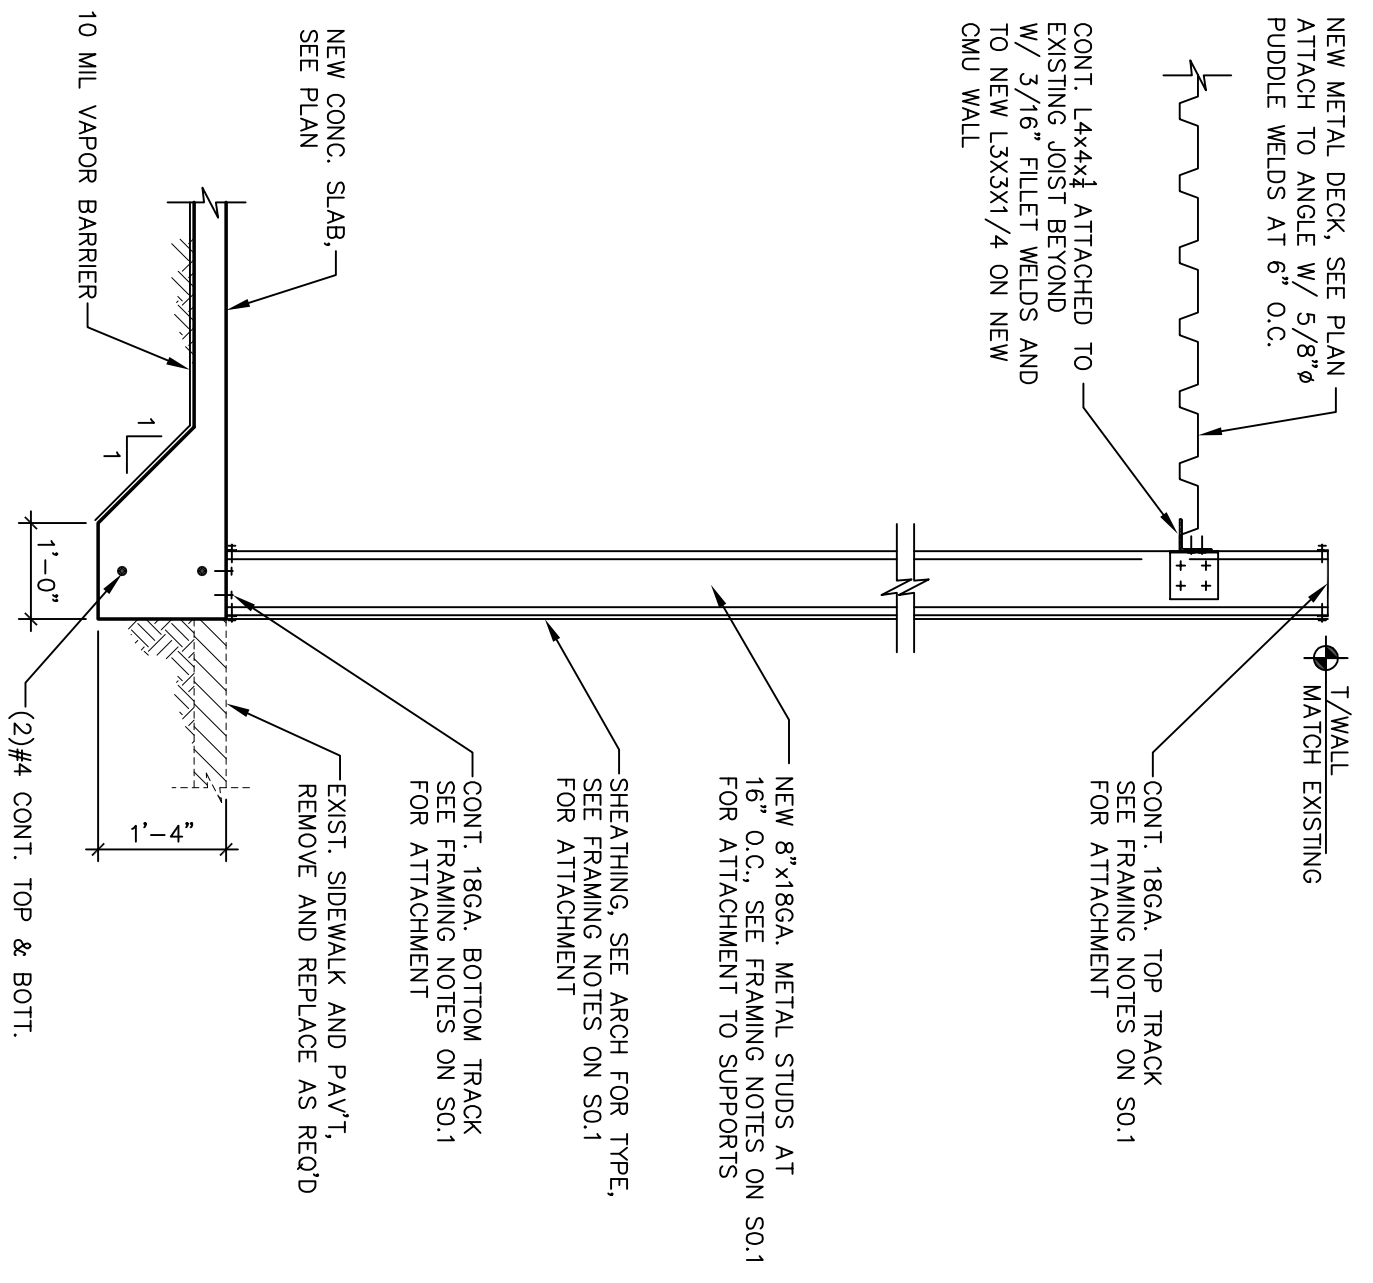 NEW METAL DECK, SEE PLAN
ATTACH TO ANGLE W/ 5/8"ø
PUDDLE WELDS AT 6" O.C.
CONT. L4x4x1/4 ATTACHED TO
EXISTING JOIST BEYOND
W/ 3/16" FILLET WELDS AND
TO NEW L3X3X1/4 ON NEW
CMU WALL
NEW CONC. SLAB,
SEE PLAN
10 MIL VAPOR BARRIER
1
1
1'-0"
T/WALL
MATCH EXISTING
CONT. 18GA. TOP TRACK
SEE FRAMING NOTES ON S0.1
FOR ATTACHMENT
NEW 8"x18GA. METAL STUDS AT
16" O.C., SEE FRAMING NOTES ON S0.1
FOR ATTACHMENT TO SUPPORTS
SHEATHING, SEE ARCH FOR TYPE,
SEE FRAMING NOTES ON S0.1
FOR ATTACHMENT
CONT. 18GA. BOTTOM TRACK
SEE FRAMING NOTES ON S0.1
FOR ATTACHMENT
EXIST. SIDEWALK AND PAV'T,
REMOVE AND REPLACE AS REQ'D
1'-4"
(2)#4 CONT. TOP & BOTT.